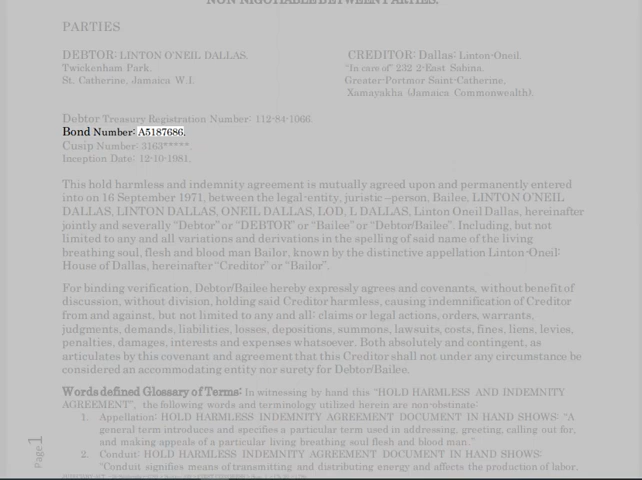 NON NEGOTIABLE BETWEEN PARTIES.
PARTIES
DEBTOR: LINTON O'NEIL DALLAS.
Twickenham Park.
St. Catherine, Jamaica W.I.
CREDITOR: Dallas: Linton-Oneil.
"In care of" 232 2-East Sabina.
Greater-Portmor Saint-Catherine,
Xamayakha (Jamaica Commonwealth).
Debtor Treasury Registration Number: 112-84-1066
Bond Number: A5187686.
Cusip Number: 3163*****.
Inception Date: 12-10-1981.
This hold harmless and indemnity agreement is mutually agreed upon and permanently entered
into on 16 September 1971, between the legal-entity, juristic –person, Bailee, LINTON O'NEIL
DALLAS, LINTON DALLAS, ONEIL DALLAS, LOD, L DALLAS, Linton Oneil Dallas, hereinafter
jointly and severally "Debtor" or "DEBTOR" or "Bailee" or "Debtor/Bailee". Including, but not
limited to any and all variations and derivations in the spelling of said name of the living
breathing soul, flesh and blood man Bailor, known by the distinctive appellation Linton-Oneil:
House of Dallas, hereinafter "Creditor" or "Bailor".
For binding verification, Debtor/Bailee hereby expressly agrees and covenants, without benefit of
discussion, without division, holding said Creditor harmless, causing indemnification of Creditor
from and against, but not limited to any and all: claims or legal actions, orders, warrants,
judgments, demands, liabilities, losses, depositions, summons, lawsuits, costs, fines, liens, levies,
penalties, damages, interests and expenses whatsoever. Both absolutely and contingent, as
articulates by this covenant and agreement that this Creditor shall not under any circumstance be
considered an accommodating entity nor surety for Debtor/Bailee.
Words defined Glossary of Terms: In witnessing by hand this "HOLD HARMLESS AND INDEMNITY
AGREEMENT", the following words and terminology utilized herein are non-obstinate:
1. Appellation: HOLD HARMLESS INDEMNITY AGREEMENT DOCUMENT IN HAND SHOWS: "A
general term introduces and specifies a particular term used in addressing, greeting, calling out for,
and making appeals of a particular living breathing soul flesh and blood man."
2. Conduit: HOLD HARMLESS INDEMNITY AGREEMENT DOCUMENT IN HAND SHOWS:
"Conduit signifies means of transmitting and distributing energy and affects the production of labor,
Page 1